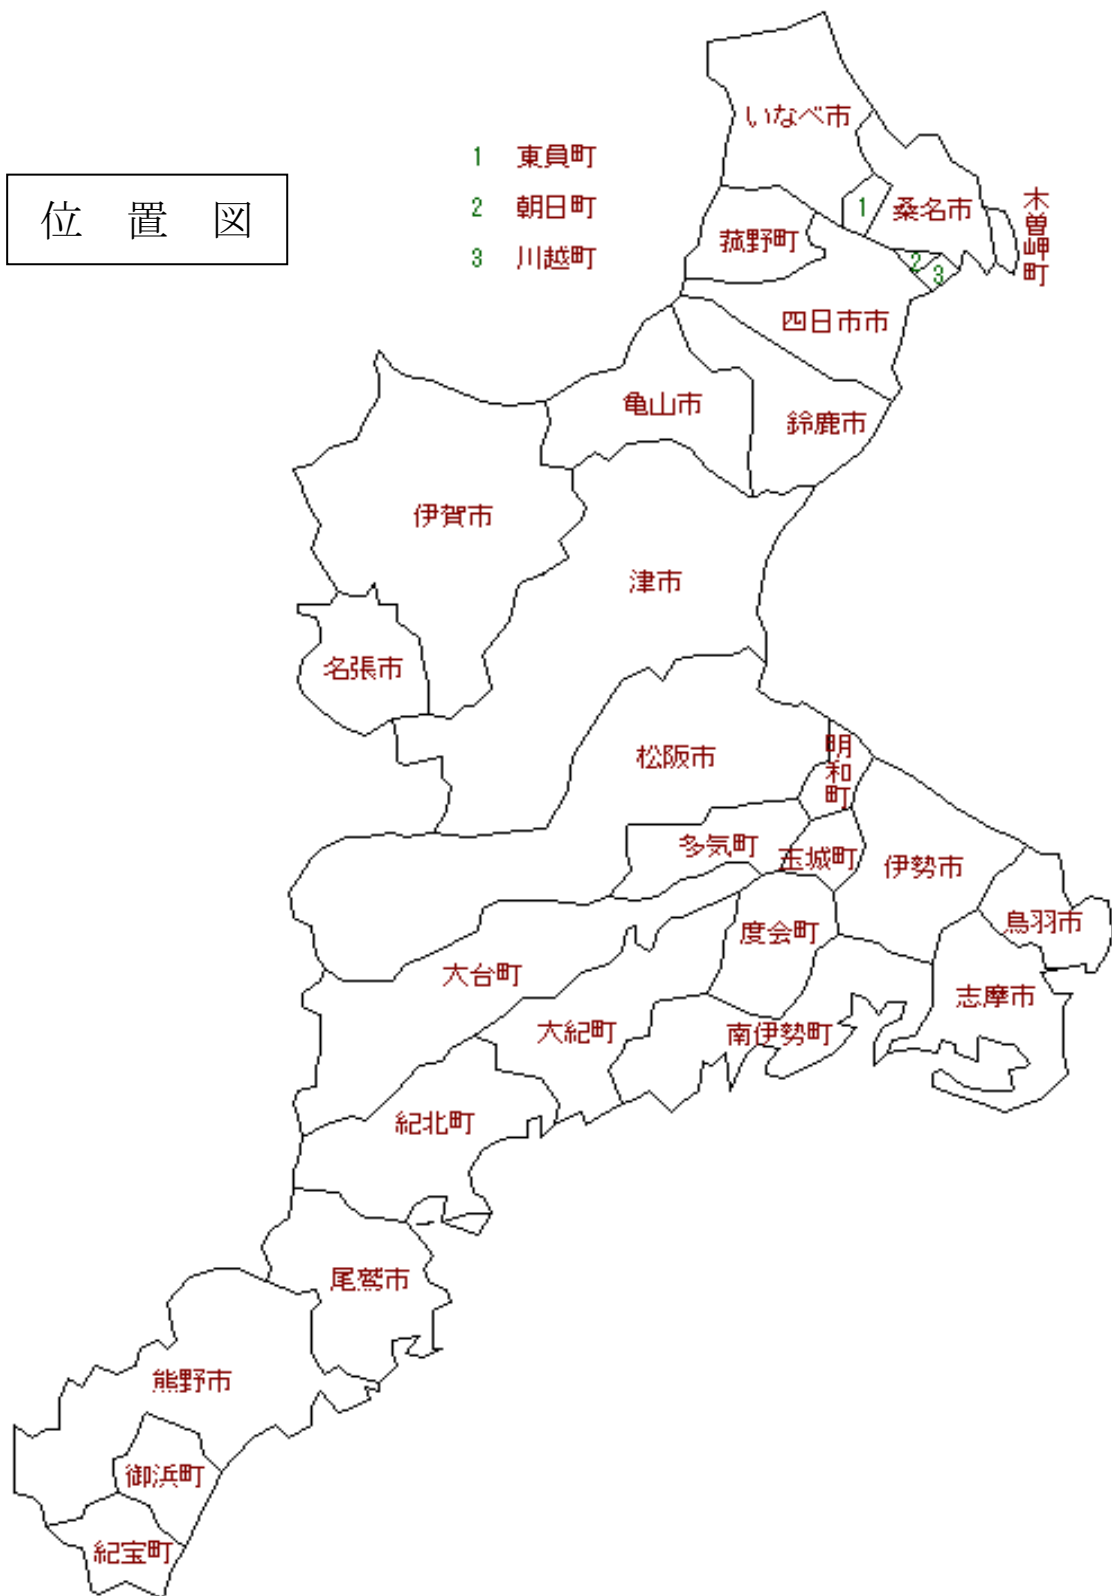 いなべ市
1 東員町
2 朝日町
3 川越町
位 置 図
1
桑名市
木曽岬町
菰野町
2
3
四日市市
亀山市
鈴鹿市
伊賀市
津市
名張市
松阪市
明和町
多気町
玉城町
伊勢市
鳥羽市
度会町
大台町
志摩市
大紀町
南伊勢町
紀北町
尾鷲市
熊野市
御浜町
紀宝町